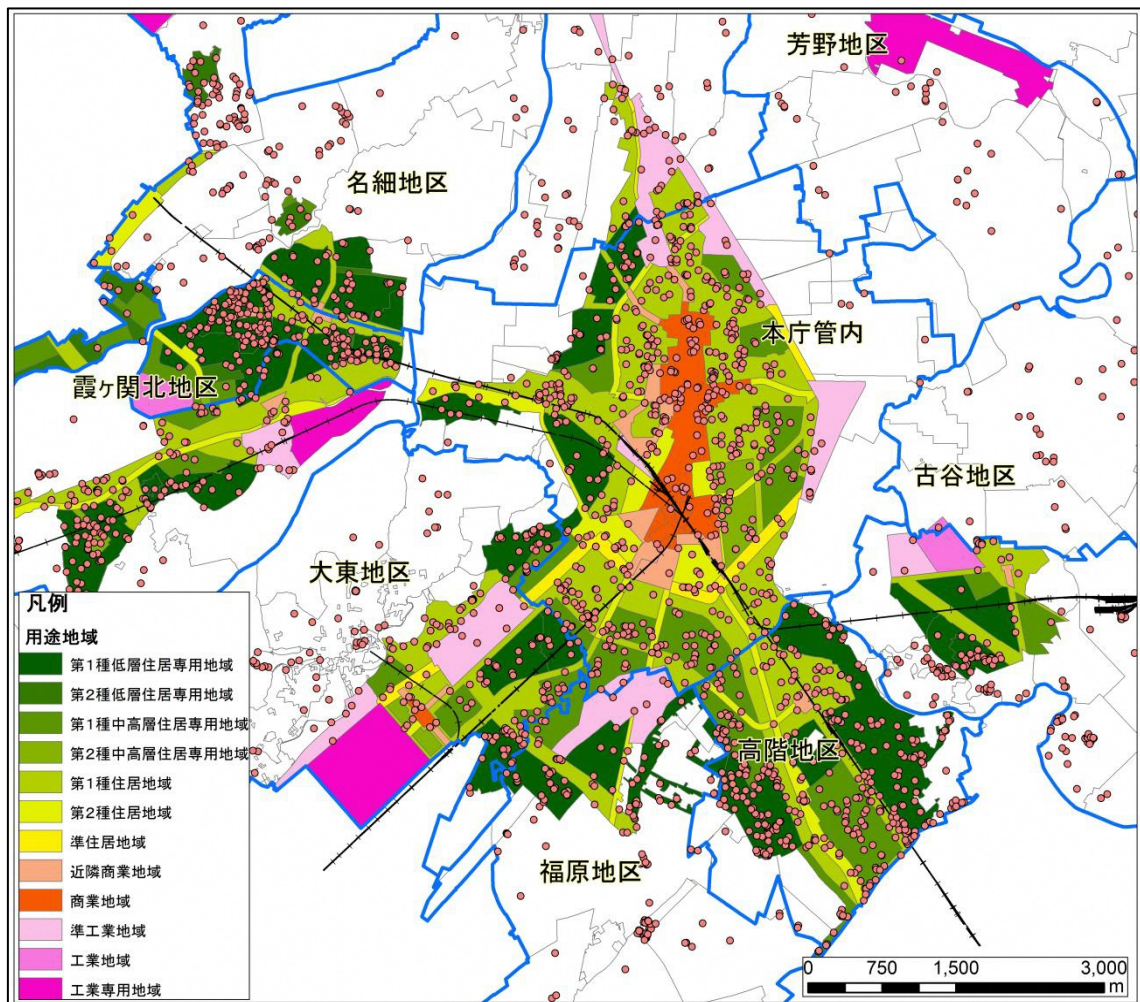 芳野地区
名細地区
本庁管内
霞ヶ関北地区
古谷地区
大東地区
高階地区
福原地区
凡例
用途地域
第1種低層住居専用地域
第2種低層住居専用地域
第1種中高層住居専用地域
第2種中高層住居専用地域
第1種住居地域
第2種住居地域
準住居地域
近隣商業地域
商業地域
準工業地域
工業地域
工業専用地域
0 750 1,500 3,000
m